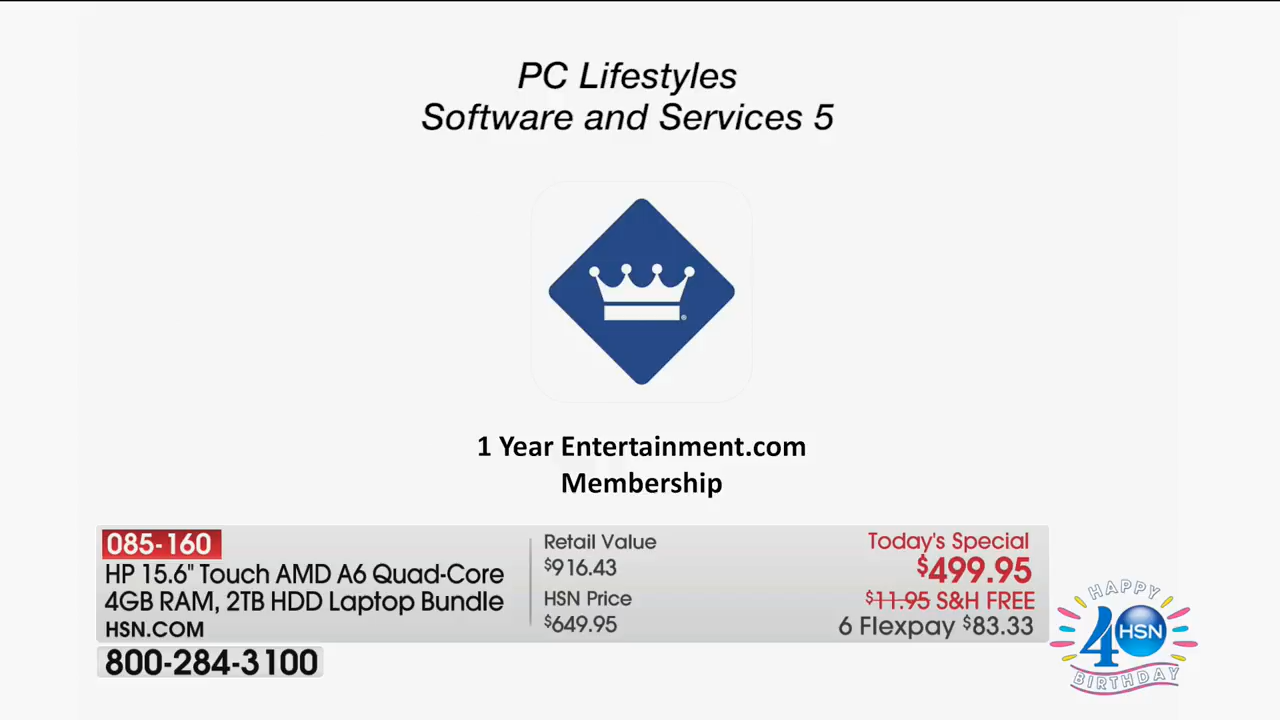 PC Lifestyles
Software and Services 5
1 Year Entertainment.com
Membership
085-160
HP 15.6" Touch AMD A6 Quad-Core
4GB RAM, 2TB HDD Laptop Bundle
HSN.COM
800-284-3100
Retail Value
$916.43
HSN Price
$649.95
Today's Special
$499.95
$11.95 S&H FREE
6 Flexpay $83.33
HAPPY
40 HSN
BIRTHDAY